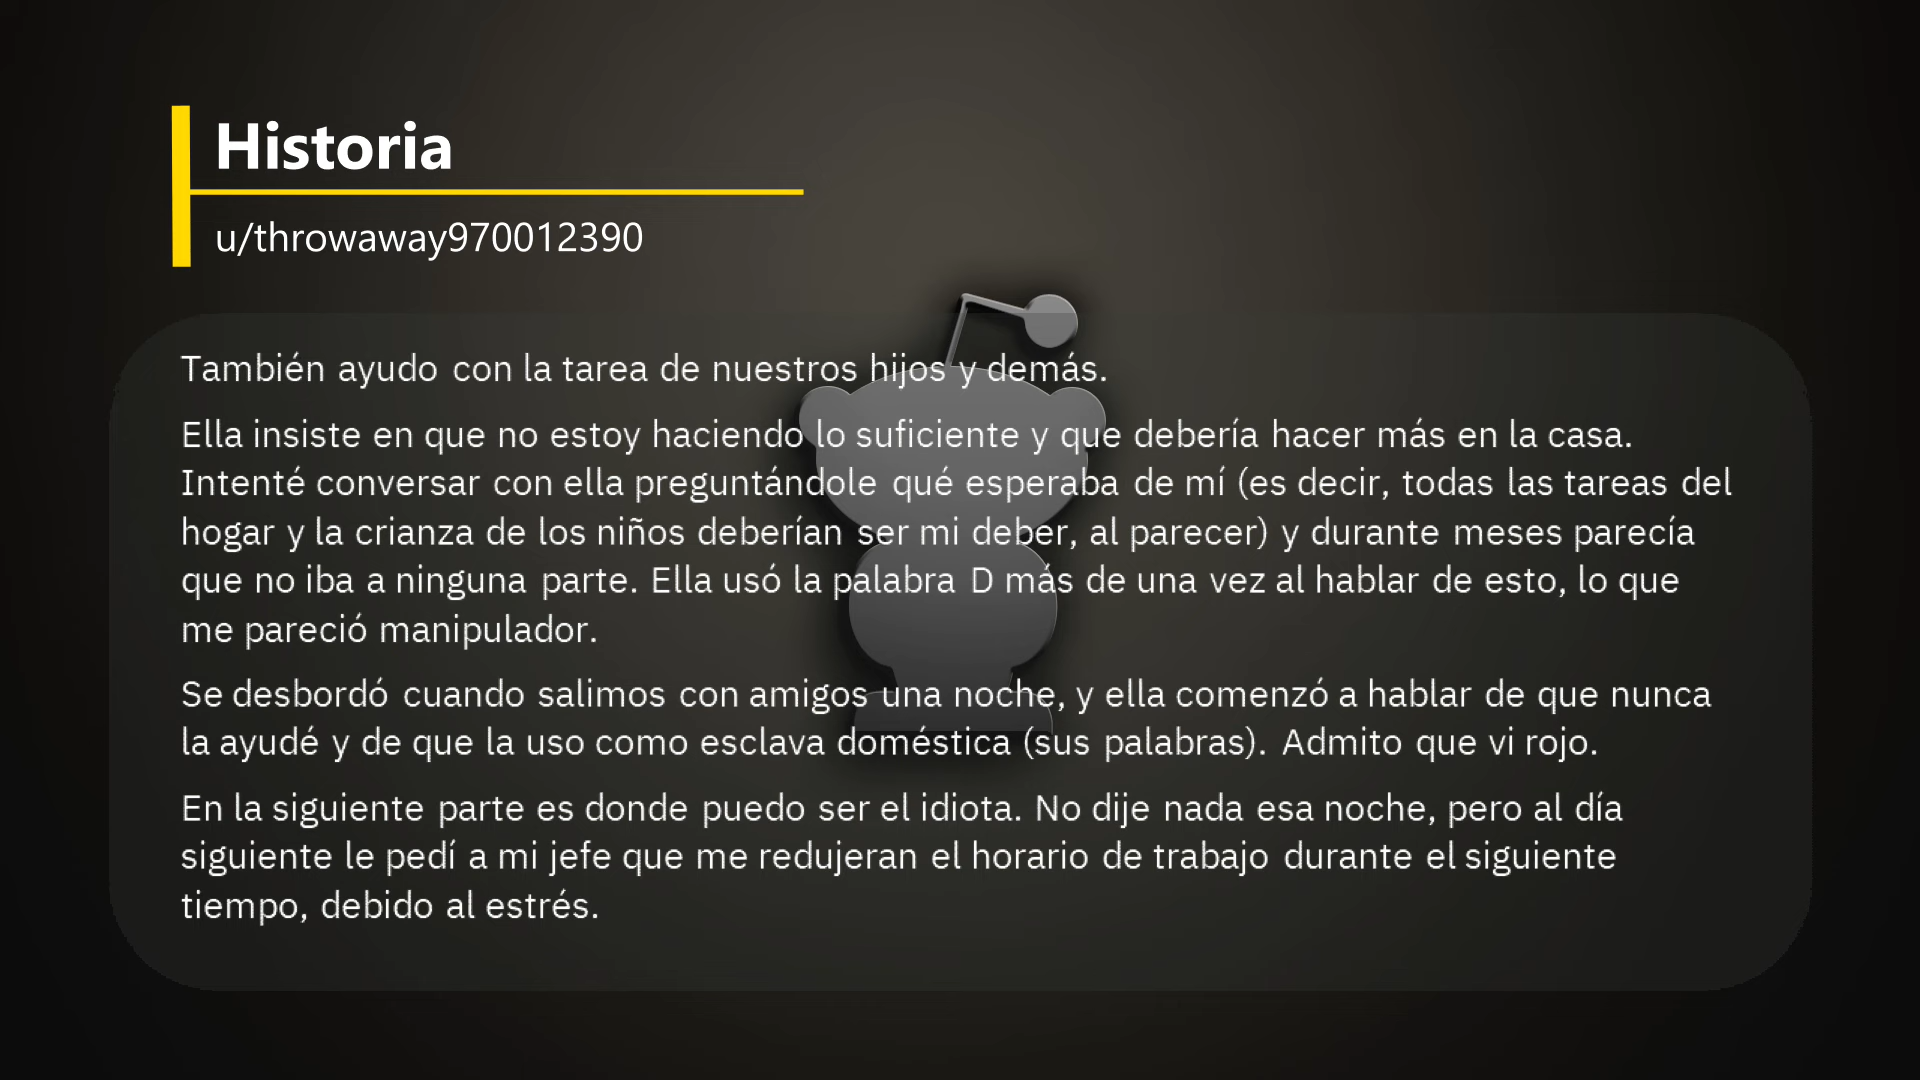 Historia
u/throwaway970012390
También ayudo con la tarea de nuestros hijos y demás.
Ella insiste en que no estoy haciendo lo suficiente y que debería hacer más en la casa.
Intenté conversar con ella preguntándole qué esperaba de mí (es decir, todas las tareas del
hogar y la crianza de los niños deberían ser mi deber, al parecer) y durante meses parecía
que no iba a ninguna parte. Ella usó la palabra D más de una vez al hablar de esto, lo que
me pareció manipulador.
Se desbordó cuando salimos con amigos una noche, y ella comenzó a hablar de que nunca
la ayudé y de que la uso como esclava doméstica (sus palabras). Admito que vi rojo.
En la siguiente parte es donde puedo ser el idiota. No dije nada esa noche, pero al día
siguiente le pedí a mi jefe que me redujeran el horario de trabajo durante el siguiente
tiempo, debido al estrés.